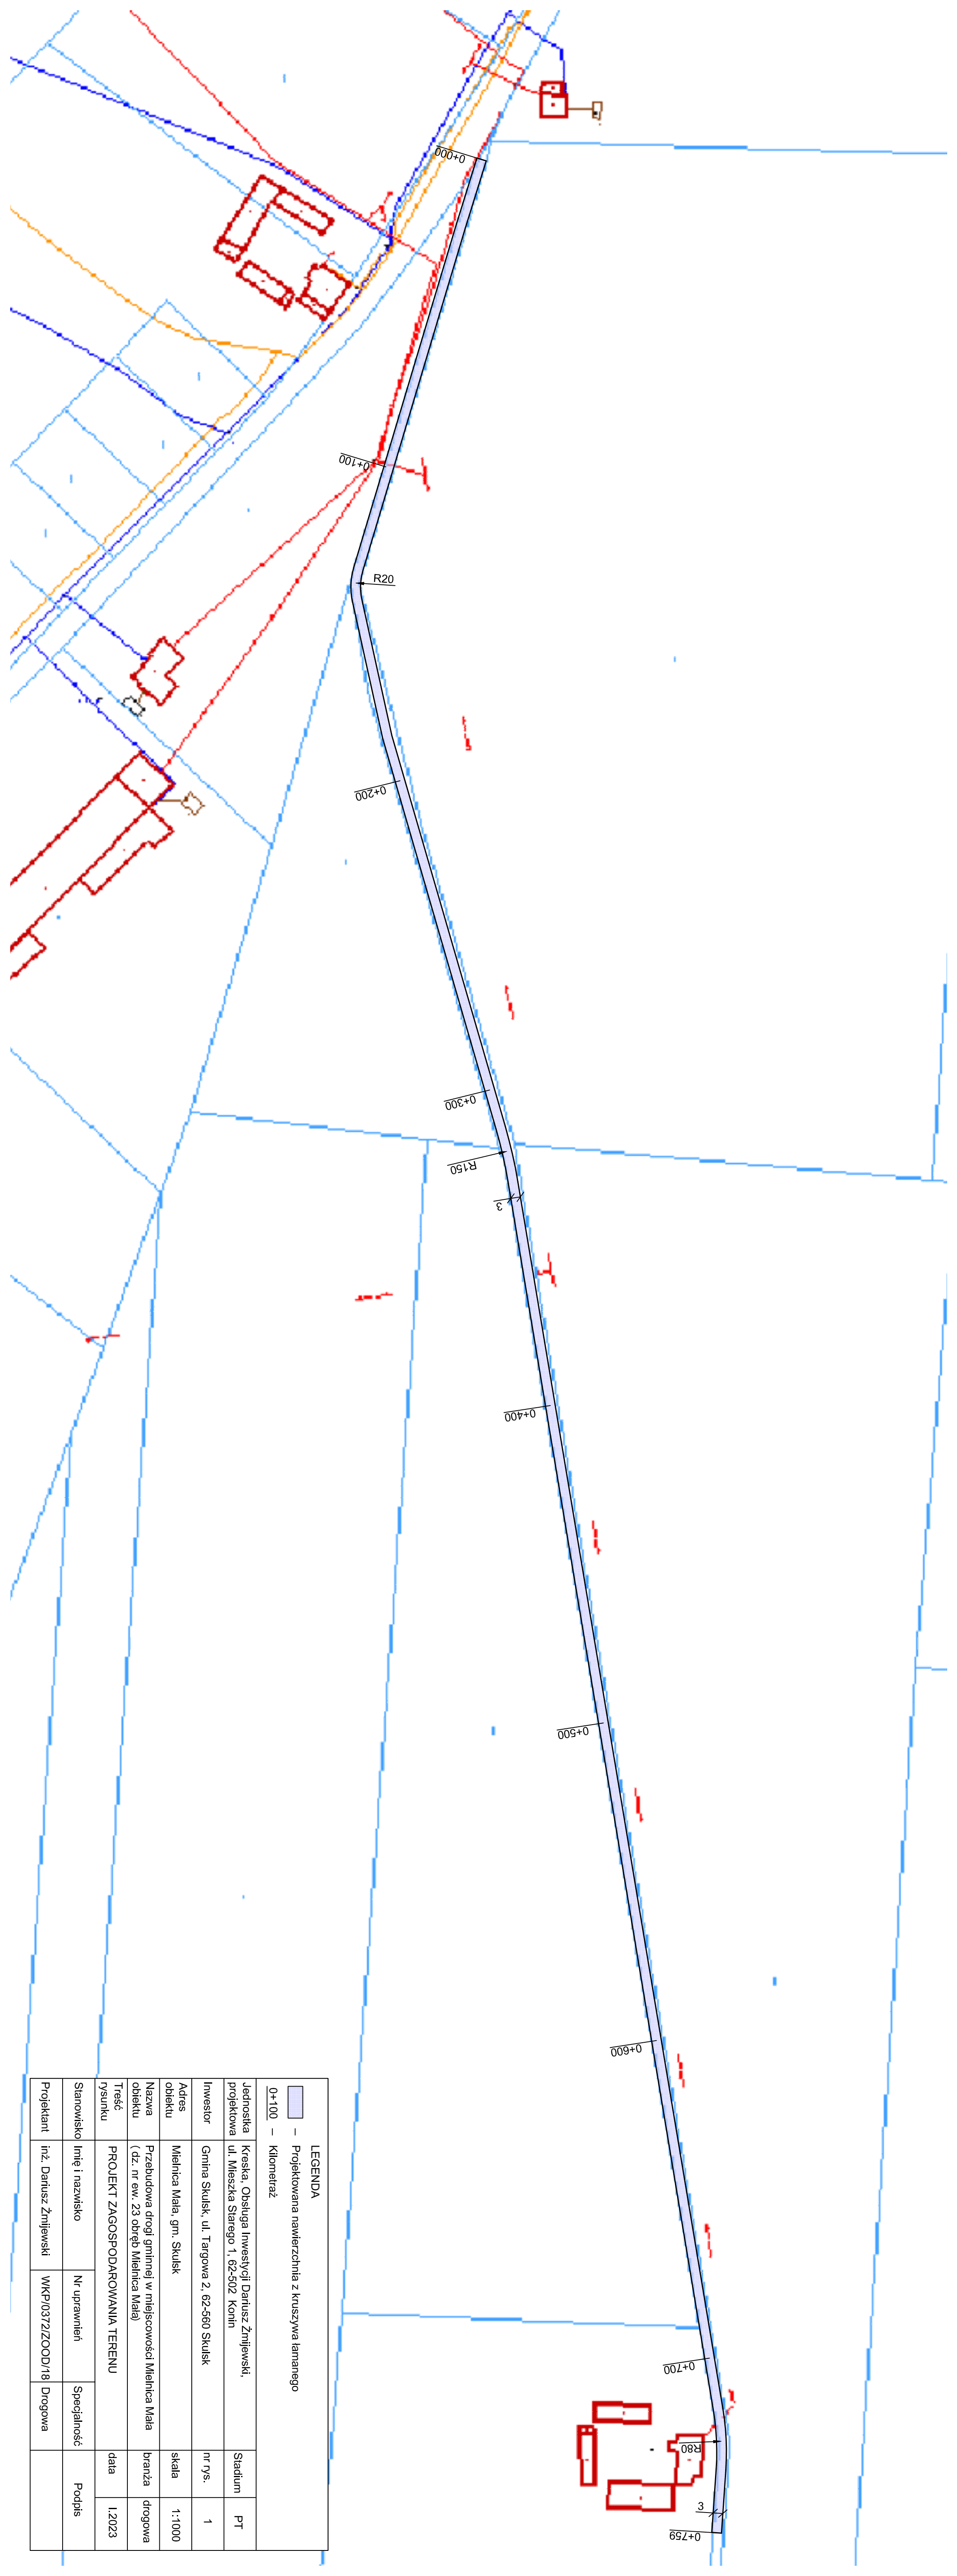 0+000
0+100
R20
0+200
0+300
R150
3
0+400
0+500
0+600
0+700
R80
3
0+759
LEGENDA
– Projektowana nawierzchnia z kruszywa łamanego
0+100 – Kilometraż
Jednostka projektowa
Kreska, Obsługa Inwestycji Dariusz Żmijewski,
ul. Mieszka Starego 1, 62-502 Konin
Stadium
PT
Inwestor
Gmina Skulsk, ul. Targowa 2, 62-560 Skulsk
nr rys.
1
Adres obiektu
Mielnica Mała, gm. Skulsk
skala
1:1000
Nazwa obiektu
Przebudowa drogi gminnej w miejscowości Mielnica Mała
( dz. nr ew. 23 obręb Mielnica Mała)
branża
drogowa
Treść rysunku
PROJEKT ZAGOSPODAROWANIA TERENU
data
I.2023
Stanowisko
Imię i nazwisko
Nr uprawnień
Specjalność
Podpis
Projektant
inż. Dariusz Żmijewski
WKP/0372/ZOOD/18
Drogowa